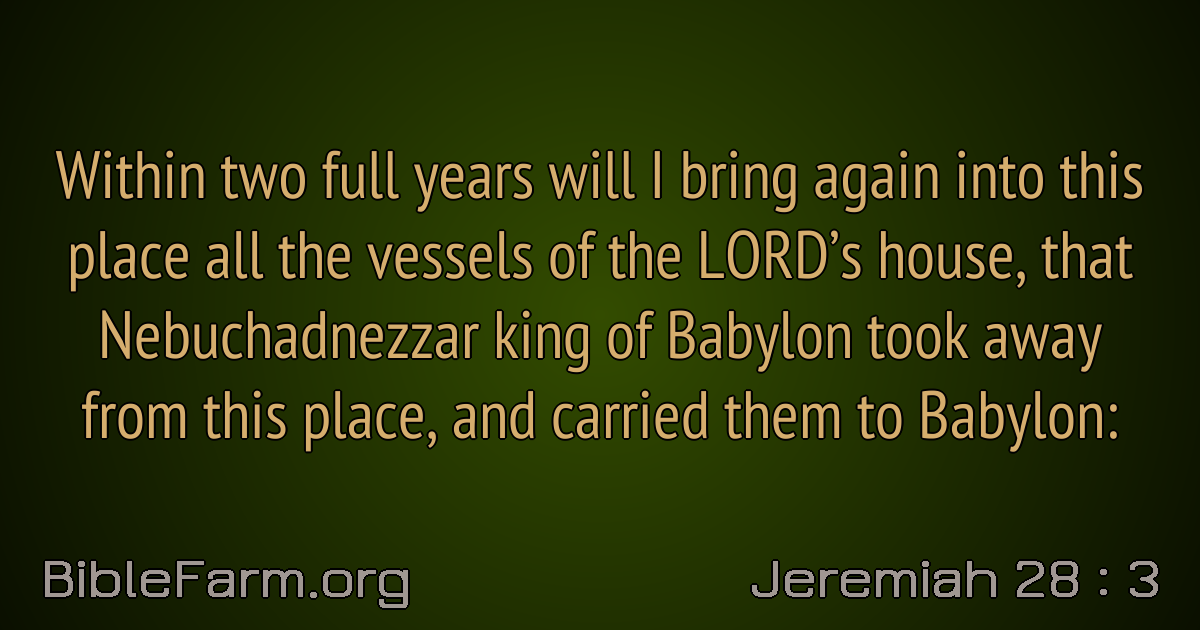 Within two full years will I bring again into this
place all the vessels of the LORD’s house, that
Nebuchadnezzar king of Babylon took away
from this place, and carried them to Babylon:
BibleFarm.org
Jeremiah 28 : 3